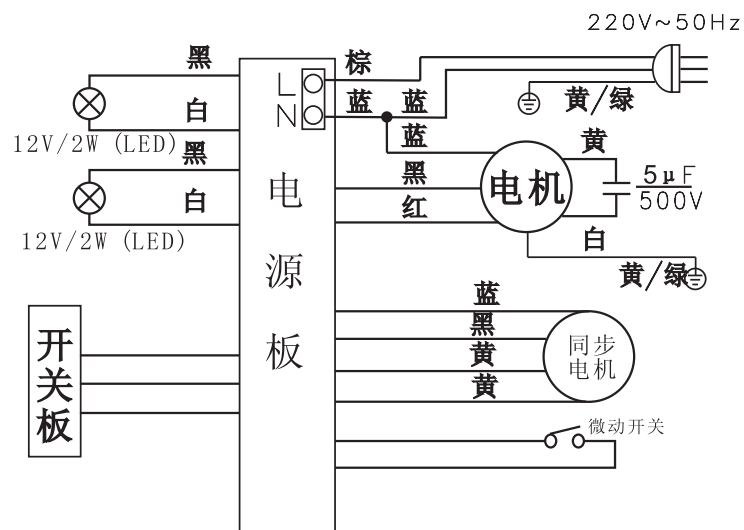 220V~50Hz
黑
棕
L
白
蓝
蓝
黄/绿
N
12V/2W (LED)
蓝
黄
黑
黑
5μF
电机
500V
白
红
电
12V/2W (LED)
白
源
黄/绿
蓝
黑
开
关
板
板
黄
同步
电机
黄
微动开关